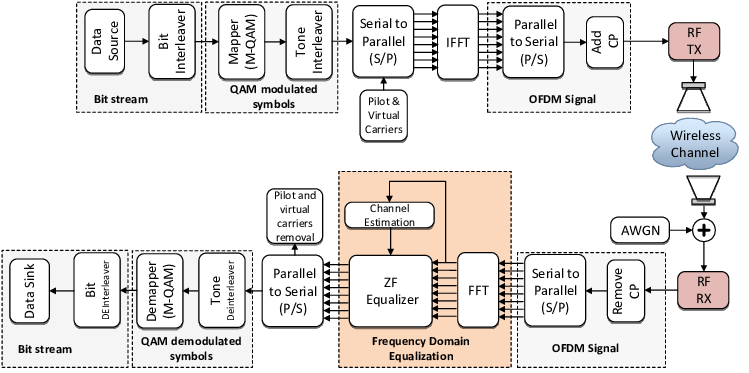 Data
Source
Bit
Interleaver
Bit stream
Mapper
(M-QAM)
Tone
Interleaver
QAM modulated
symbols
Serial to
Parallel
(S/P)
Pilot &
Virtual
Carriers
IFFT
Parallel
to Serial
(P/S)
Add
CP
OFDM Signal
RF
TX
Wireless
Channel
AWGN
+
RF
RX
Remove
CP
Serial to
Parallel
(S/P)
OFDM Signal
FFT
Channel
Estimation
ZF
Equalizer
Frequency Domain
Equalization
Pilot and
virtual
carriers
removal
Parallel
to Serial
(P/S)
Tone
Deinterleaver
Demapper
(M-QAM)
QAM demodulated
symbols
Bit
DEInterleaver
Data Sink
Bit stream